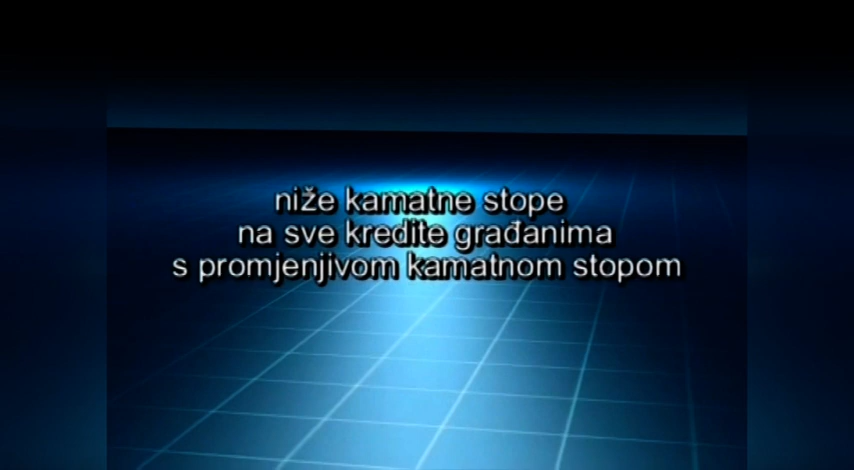 niže kamatne stope
na sve kredite građanima
s promjenjivom kamatnom stopom